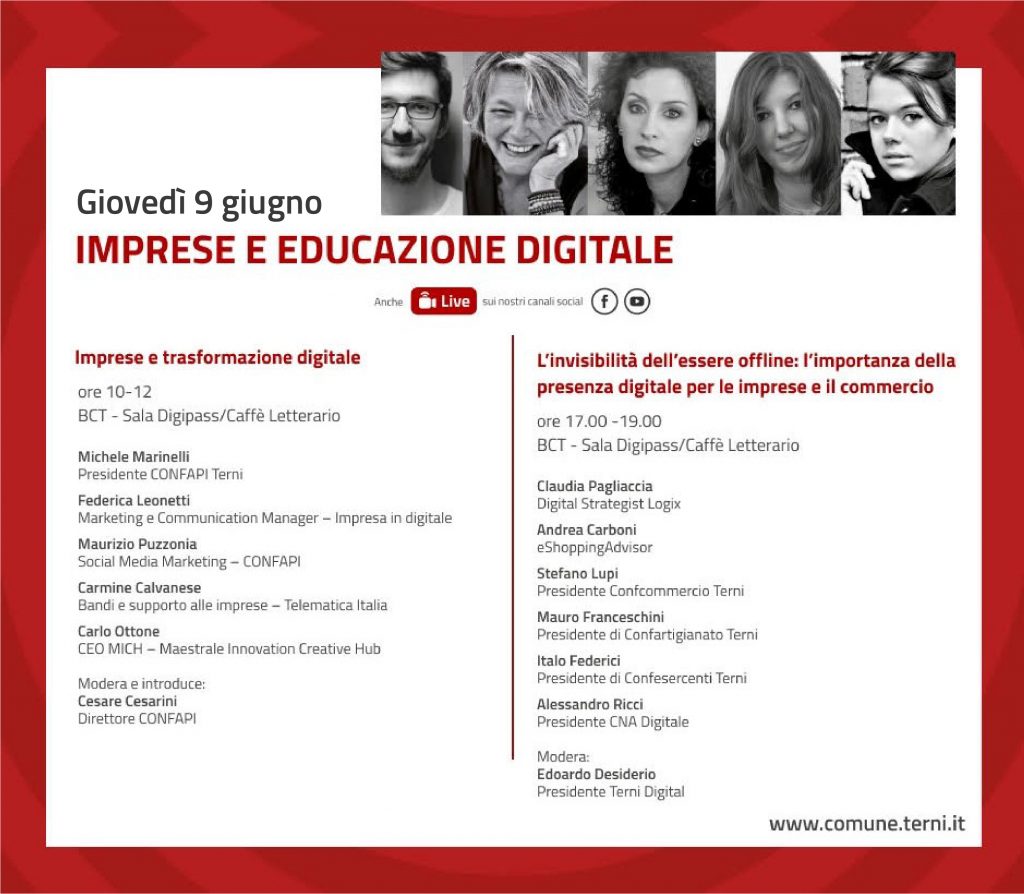 Giovedì 9 giugno
IMPRESE E EDUCAZIONE DIGITALE
Anche Live sui nostri canali social
Imprese e trasformazione digitale
ore 10-12
BCT - Sala Digipass/Caffè Letterario
Michele Marinelli
Presidente CONFAPI Terni
Federica Leonetti
Marketing e Communication Manager – Impresa in digitale
Maurizio Puzzonia
Social Media Marketing – CONFAPI
Carmine Calvanese
Bandi e supporto alle imprese – Telematica Italia
Carlo Ottone
CEO MICH – Maestrale Innovation Creative Hub
Modera e introduce:
Cesare Cesarini
Direttore CONFAPI
L'invisibilità dell'essere offline: l'importanza della
presenza digitale per le imprese e il commercio
ore 17.00 -19.00
BCT - Sala Digipass/Caffè Letterario
Claudia Pagliaccia
Digital Strategist Logix
Andrea Carboni
eShoppingAdvisor
Stefano Lupi
Presidente Confcommercio Terni
Mauro Franceschini
Presidente di Confartigianato Terni
Italo Federici
Presidente di Confesercenti Terni
Alessandro Ricci
Presidente CNA Digitale
Modera:
Edoardo Desiderio
Presidente Terni Digital
www.comune.terni.it